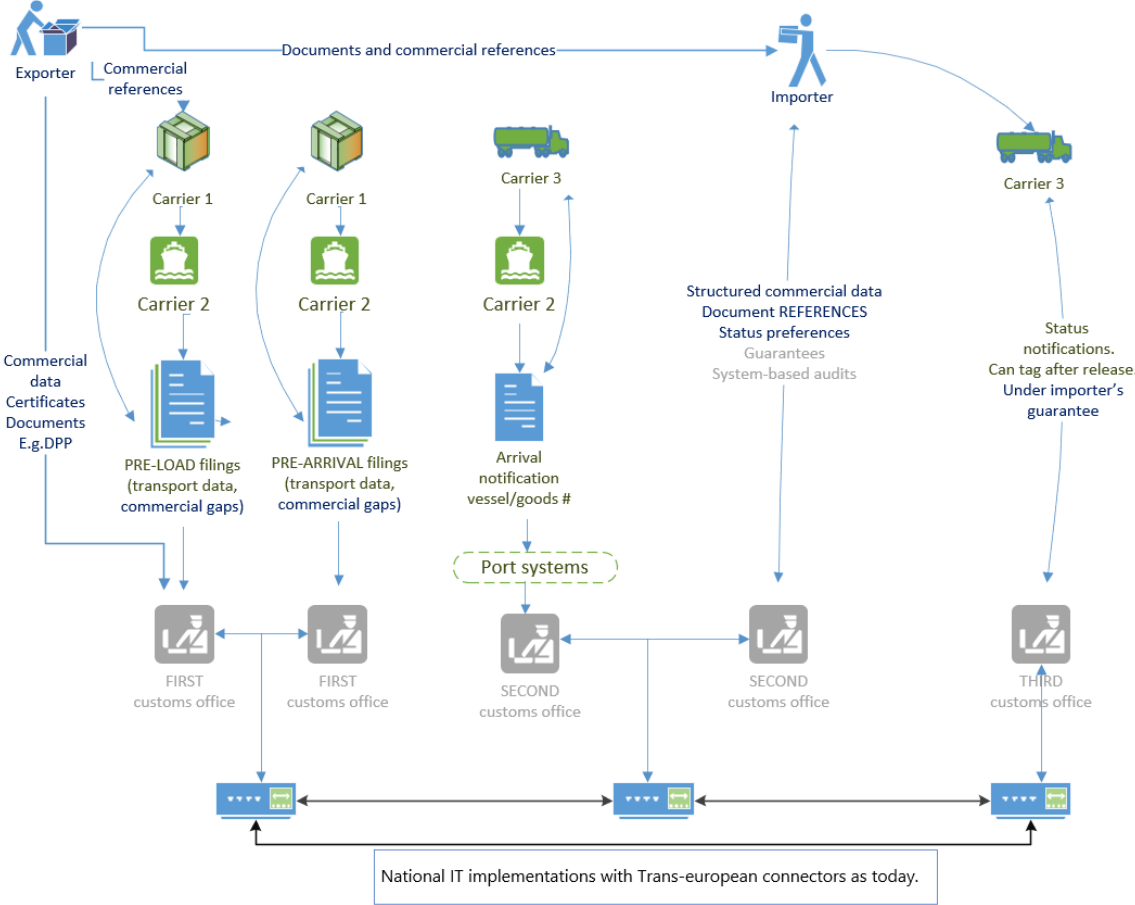 Documents and commercial references
Exporter
Commercial
references
Importer
Carrier 1
Carrier 1
Carrier 3
Carrier 3
Carrier 2
Carrier 2
Carrier 2
Structured commercial data
Document REFERENCES
Status preferences
Guarantees
System-based audits
Status
notifications.
Can tag after release.
Under importer's
guarantee
Commercial
data
Certificates
Documents
E.g.DPP
PRE-LOAD filings
(transport data,
commercial gaps)
PRE-ARRIVAL filings
(transport data,
commercial gaps)
Arrival
notification
vessel/goods #
Port systems
FIRST
customs office
FIRST
customs office
SECOND
customs office
SECOND
customs office
THIRD
customs office
National IT implementations with Trans-european connectors as today.